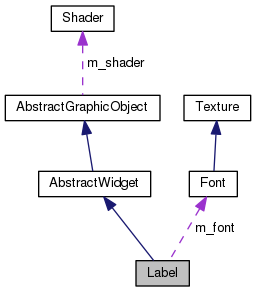 Shader
m_shader
AbstractGraphicObject
Texture
AbstractWidget
Font
m_font
Label